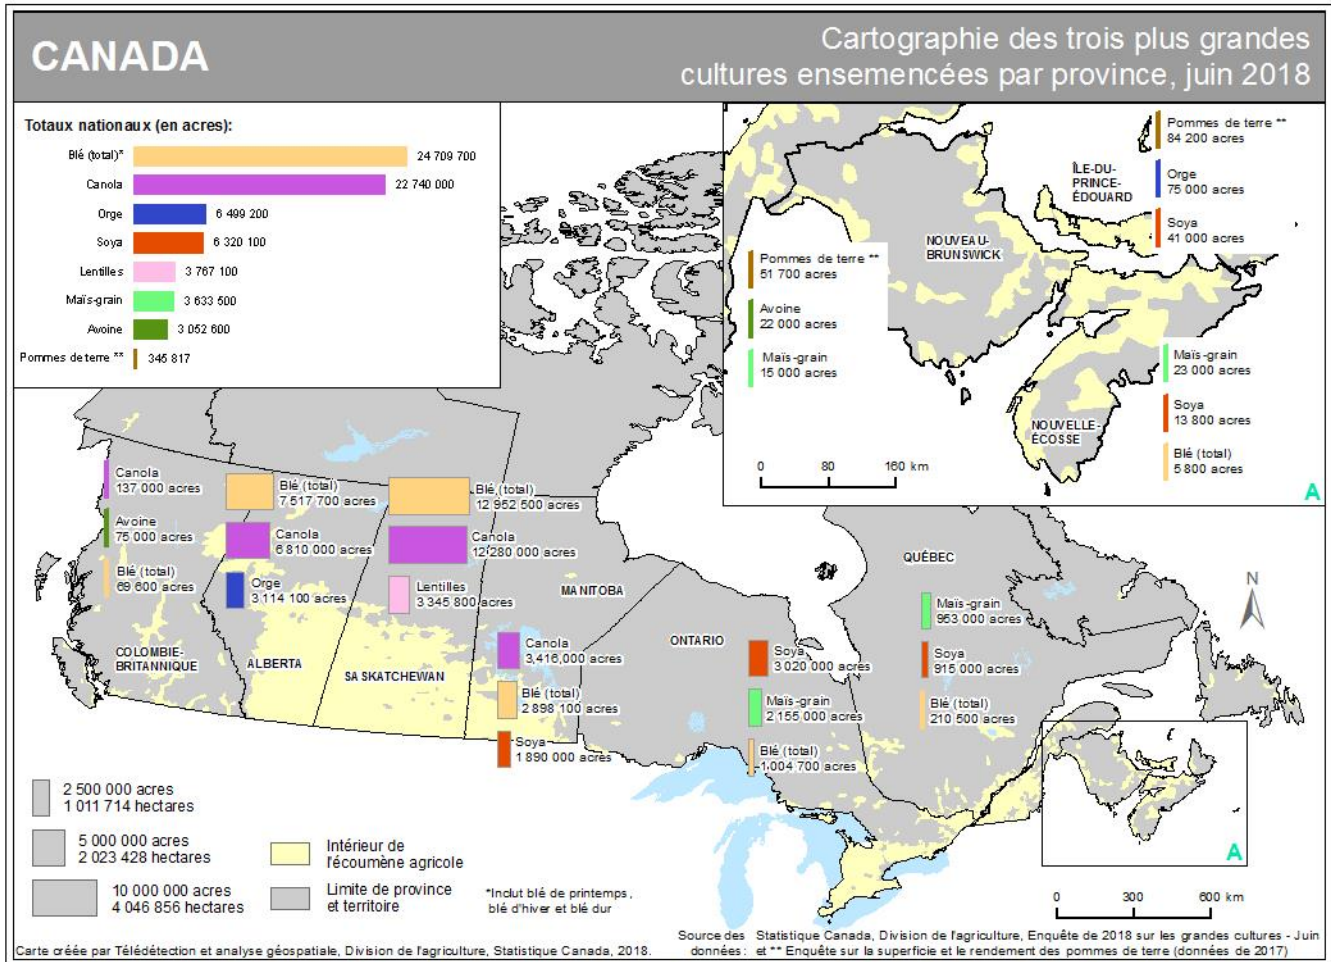 CANADA
Cartographie des trois plus grandes
cultures ensemencées par province, juin 2018
Totaux nationaux (en acres):
Blé (total)* 24 709 700
Canola 22 740 000
Orge 6 499 200
Soya 6 320 100
Lentilles 3 767 100
Maïs-grain 3 633 500
Avoine 3 052 600
Pommes de terre ** 345 817
Pommes de terre **
84 200 acres
Orge
75 000 acres
Soya
41 000 acres
ÎLE-DU-
PRINCE-
ÉDOUARD
NOUVEAU-
BRUNSWICK
Pommes de terre **
51 700 acres
Avoine
22 000 acres
Maïs-grain
15 000 acres
Maïs-grain
23 000 acres
Soya
13 800 acres
Blé (total)
5 800 acres
NOUVELLE-
ÉCOSSE
0 80 160 km
A
Canola
137 000 acres
Avoine
75 000 acres
Blé (total)
69 600 acres
COLOMBIE-
BRITANNIQUE
Blé (total)
7 517 700 acres
Canola
6 810 000 acres
Orge
3 114 100 acres
ALBERTA
Blé (total)
12 952 500 acres
Canola
12 280 000 acres
Lentilles
3 345 800 acres
SASKATCHEWAN
MANITOBA
Canola
3,416,000 acres
Blé (total)
2 898 100 acres
Soya
1 890 000 acres
ONTARIO
Soya
3 020 000 acres
Maïs-grain
2 155 000 acres
Blé (total)
1 004 700 acres
QUÉBEC
Maïs-grain
953 000 acres
Soya
915 000 acres
Blé (total)
210 500 acres
N
A
2 500 000 acres
1 011 714 hectares
5 000 000 acres
2 023 428 hectares
10 000 000 acres
4 046 856 hectares
Intérieur de
l'écoumène agricole
Limite de province
et territoire
*Inclut blé de printemps,
blé d'hiver et blé dur
0 300 600 km
Carte créée par Télédétection et analyse géospatiale, Division de l'agriculture, Statistique Canada, 2018.
Source des données: Statistique Canada, Division de l'agriculture, Enquête de 2018 sur les grandes cultures - Juin
et ** Enquête sur la superficie et le rendement des pommes de terre (données de 2017)